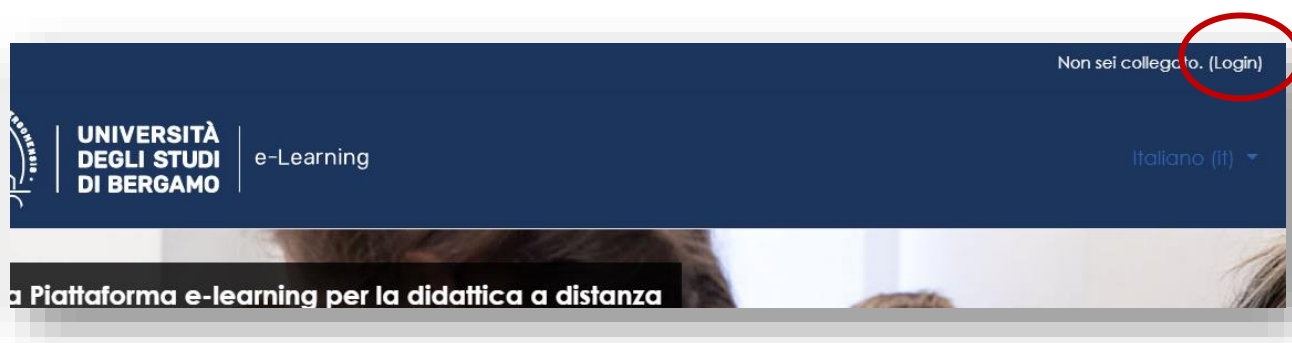 Non sei collegato. (Login)
UNIVERSITÀ
DEGLI STUDI
DI BERGAMO
e-Learning
Italiano (it)
a Piattaforma e-learning per la didattica a distanza